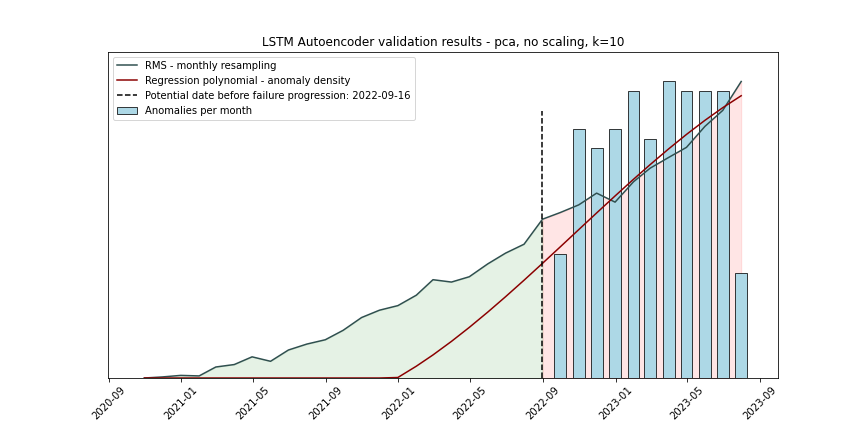 LSTM Autoencoder validation results - pca, no scaling, k=10
RMS - monthly resampling
Regression polynomial - anomaly density
Potential date before failure progression: 2022-09-16
Anomalies per month
2020-09
2021-01
2021-05
2021-09
2022-01
2022-05
2022-09
2023-01
2023-05
2023-09